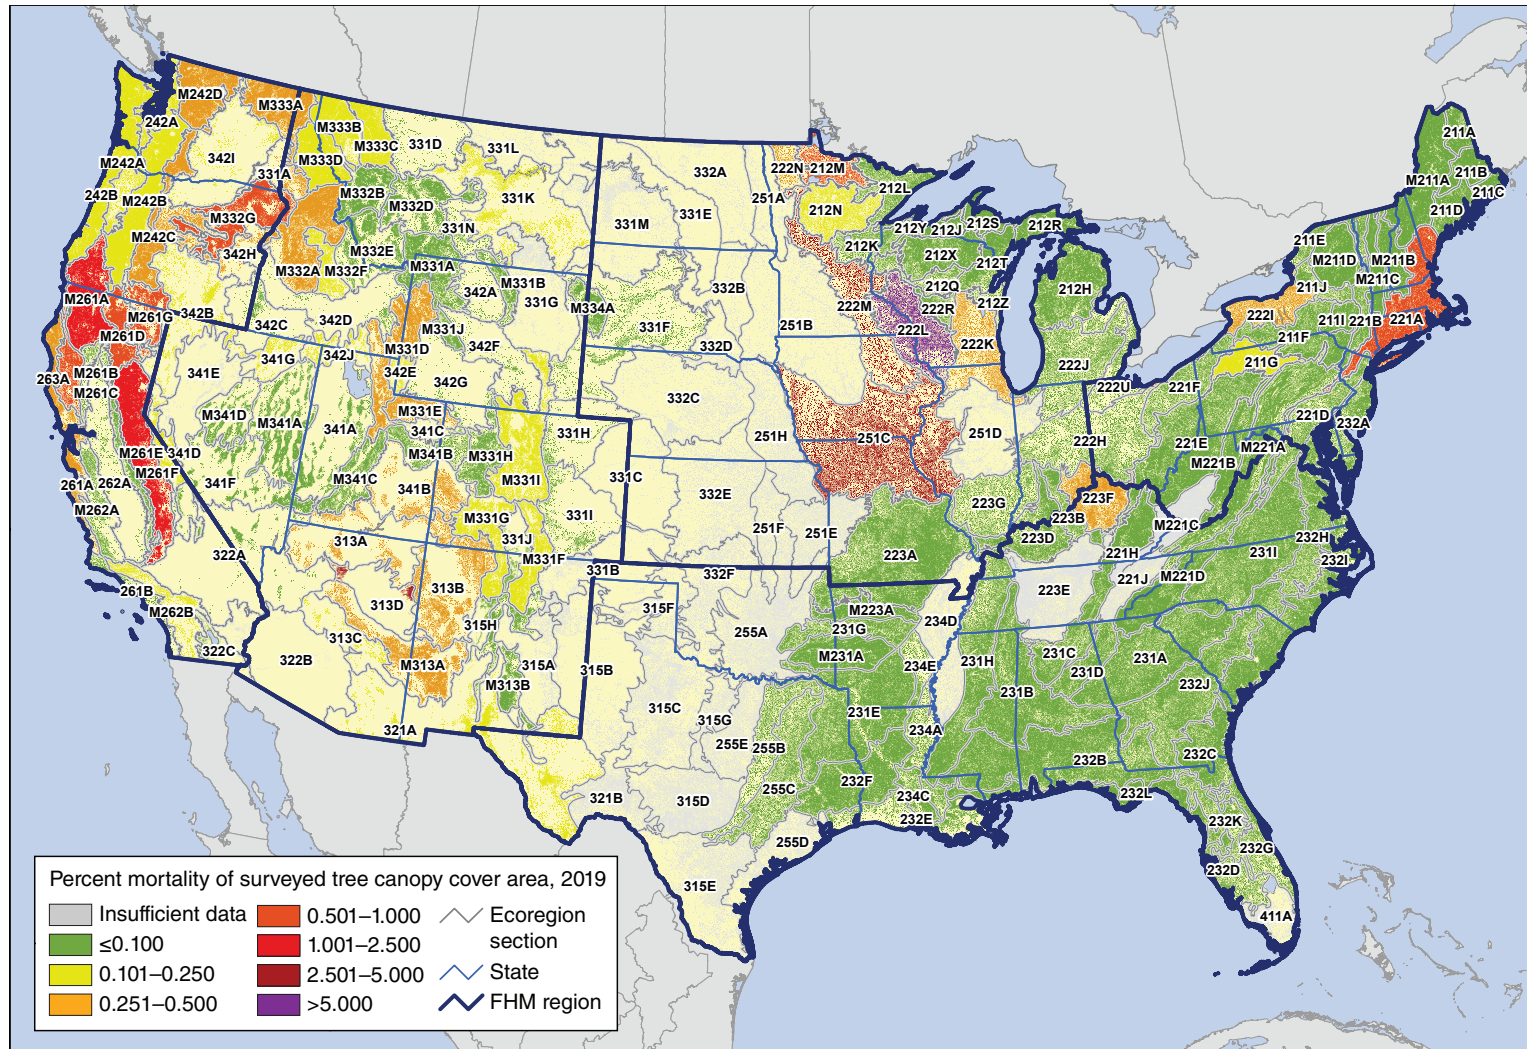 M242D
M333A
242A
M333B
M333C
331D
331L
342I
M333D
M242A
331A
242B
M242B
M332B
M332D
331K
M332G
331N
M242C
342H
M332E
M332A
M332F
M331A
342A
M331B
331G
M334A
M261A
M261G
342B
342C
342D
M331J
342F
M261D
M331D
341G
342J
342E
341E
342G
263A
M261B
M261C
M341D
M341A
M331E
341C
341A
M341B
M331H
331H
M261E
341D
M261F
261A
262A
341F
M341C
341B
M331I
M262A
M331G
331I
331J
322A
313A
M331F
261B
M262B
313D
313B
315H
313C
322C
322B
M313A
315A
M313B
321A
331C
331B
332A
251A
331M
331E
332B
331F
332D
251B
332C
251H
332E
251F
251E
332F
222N
212M
212L
212N
212K
212Y
212J
212S
212R
212X
212T
212Q
212Z
222M
222R
222L
222K
212H
222J
222U
251C
251D
222H
223G
223A
223F
223B
223D
221H
223E
221J
M221C
M221D
211A
211B
211C
M211A
211D
211E
M211D
M211B
M211C
211J
222I
211I
221B
221A
211F
211G
221F
221D
232A
221E
M221A
M221B
232H
231I
232I
315F
255A
M223A
231G
M231A
234D
234E
315B
315C
315G
255E
255B
255C
231E
234A
231H
231B
231C
231D
231A
232J
232C
232B
232L
232F
234C
232E
321B
315D
255D
315E
232K
232G
232D
411A
Percent mortality of surveyed tree canopy cover area, 2019
Insufficient data
≤0.100
0.101–0.250
0.251–0.500
0.501–1.000
1.001–2.500
2.501–5.000
>5.000
Ecoregion
section
State
FHM region